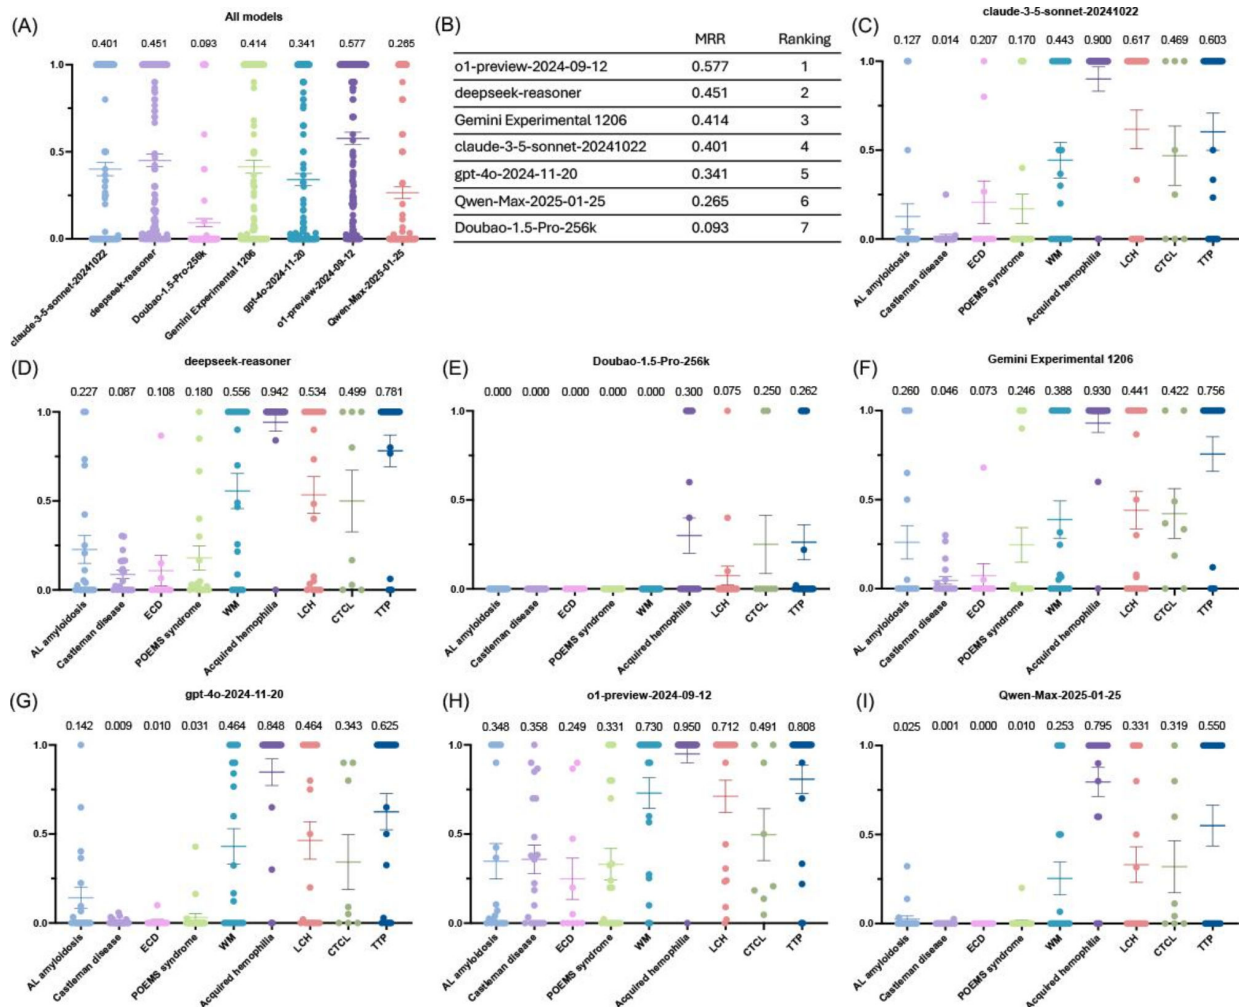 (A)
All models
0.401 0.451 0.093 0.414 0.341 0.577 0.265
1.0
0.5
0.0
claude-3-5-sonnet-20241022
deepseek-reasoner
Doubao-1.5-Pro-256k
Gemini Experimental 1206
gpt-4o-2024-11-20
o1-preview-2024-09-12
Qwen-Max-2025-01-25
(B)
MRR Ranking
o1-preview-2024-09-12 0.577 1
deepseek-reasoner 0.451 2
Gemini Experimental 1206 0.414 3
claude-3-5-sonnet-20241022 0.401 4
gpt-4o-2024-11-20 0.341 5
Qwen-Max-2025-01-25 0.265 6
Doubao-1.5-Pro-256k 0.093 7
(C)
claude-3-5-sonnet-20241022
0.127 0.014 0.207 0.170 0.443 0.900 0.617 0.469 0.603
1.0
0.5
0.0
AL amyloidosis
Castleman disease
ECD
POEMS syndrome
WM
Acquired hemophilia
LCH
CTCL
TTP
(D)
deepseek-reasoner
0.227 0.087 0.108 0.180 0.556 0.942 0.534 0.499 0.781
1.0
0.5
0.0
AL amyloidosis
Castleman disease
ECD
POEMS syndrome
WM
Acquired hemophilia
LCH
CTCL
TTP
(E)
Doubao-1.5-Pro-256k
0.000 0.000 0.000 0.000 0.000 0.300 0.075 0.250 0.262
1.0
0.5
0.0
AL amyloidosis
Castleman disease
ECD
POEMS syndrome
WM
Acquired hemophilia
LCH
CTCL
TTP
(F)
Gemini Experimental 1206
0.260 0.046 0.073 0.246 0.388 0.930 0.441 0.422 0.756
1.0
0.5
0.0
AL amyloidosis
Castleman disease
ECD
POEMS syndrome
WM
Acquired hemophilia
LCH
CTCL
TTP
(G)
gpt-4o-2024-11-20
0.142 0.009 0.010 0.031 0.464 0.848 0.464 0.343 0.625
1.0
0.5
0.0
AL amyloidosis
Castleman disease
ECD
POEMS syndrome
WM
Acquired hemophilia
LCH
CTCL
TTP
(H)
o1-preview-2024-09-12
0.348 0.358 0.249 0.331 0.730 0.950 0.712 0.491 0.808
1.0
0.5
0.0
AL amyloidosis
Castleman disease
ECD
POEMS syndrome
WM
Acquired hemophilia
LCH
CTCL
TTP
(I)
Qwen-Max-2025-01-25
0.025 0.001 0.000 0.010 0.253 0.795 0.331 0.319 0.550
1.0
0.5
0.0
AL amyloidosis
Castleman disease
ECD
POEMS syndrome
WM
Acquired hemophilia
LCH
CTCL
TTP